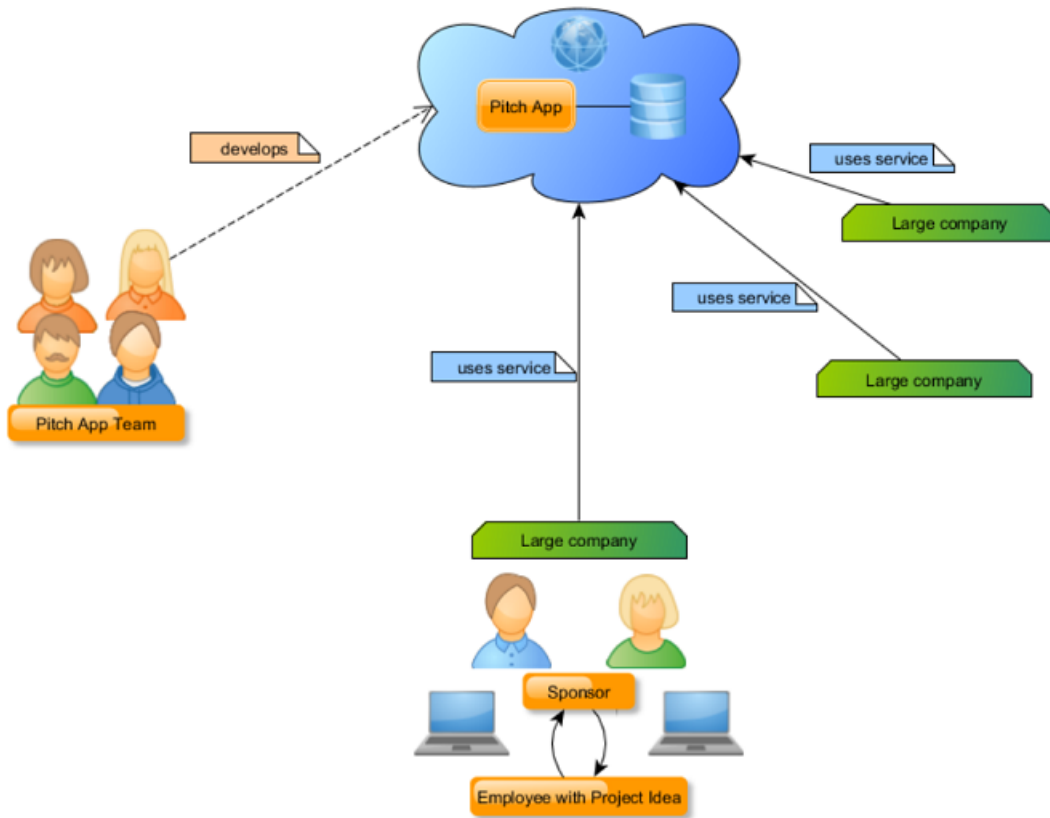 Pitch App
develops
uses service
Large company
uses service
Large company
uses service
Pitch App Team
Large company
Sponsor
Employee with Project Idea